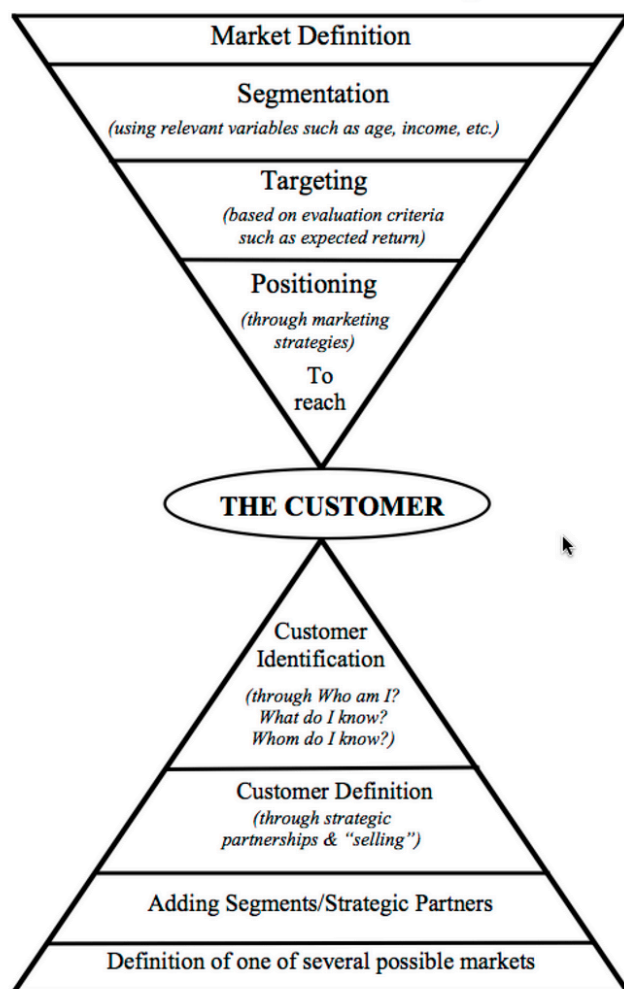 Market Definition
Segmentation
(using relevant variables such as age, income, etc.)
Targeting
(based on evaluation criteria
such as expected return)
Positioning
(through marketing
strategies)
To
reach
THE CUSTOMER
Customer
Identification
(through Who am I?
What do I know?
Whom do I know?)
Customer Definition
(through strategic
partnerships & “selling”)
Adding Segments/Strategic Partners
Definition of one of several possible markets